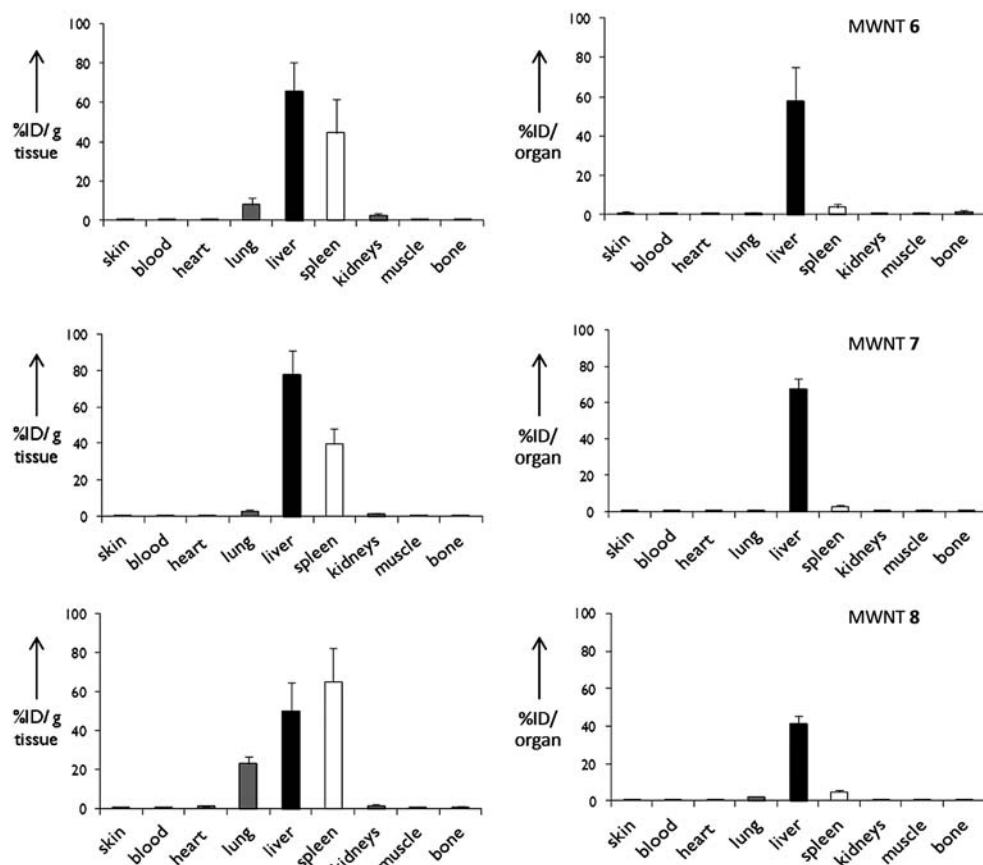 100
80
60
40
20
0
%ID/ g
tissue
skin
blood
heart
lung
liver
spleen
kidneys
muscle
bone
MWNT 6
100
80
60
40
20
0
%ID/
organ
skin
blood
heart
lung
liver
spleen
kidneys
muscle
bone
100
80
60
40
20
0
%ID/ g
tissue
skin
blood
heart
lung
liver
spleen
kidneys
muscle
bone
MWNT 7
100
80
60
40
20
0
%ID/
organ
skin
blood
heart
lung
liver
spleen
kidneys
muscle
bone
100
80
60
40
20
0
%ID/ g
tissue
skin
blood
heart
lung
liver
spleen
kidneys
muscle
bone
MWNT 8
100
80
60
40
20
0
%ID/
organ
skin
blood
heart
lung
liver
spleen
kidneys
muscle
bone